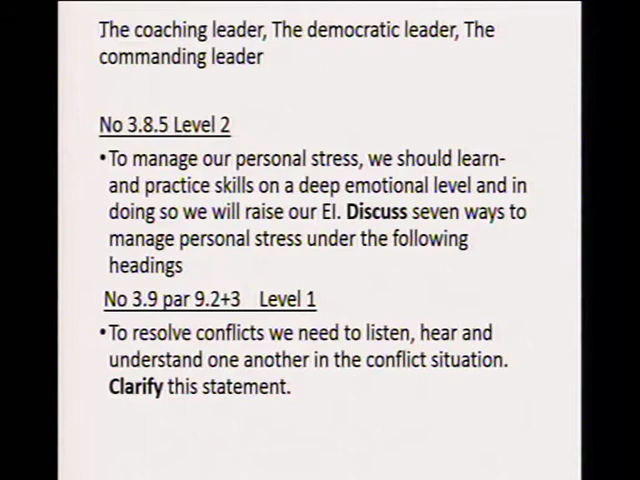 The coaching leader, The democratic leader, The
commanding leader
No 3.8.5 Level 2
•To manage our personal stress, we should learn-
and practice skills on a deep emotional level and in
doing so we will raise our EI. Discuss seven ways to
manage personal stress under the following
headings
No 3.9 par 9.2+3 Level 1
•To resolve conflicts we need to listen, hear and
understand one another in the conflict situation.
Clarify this statement.